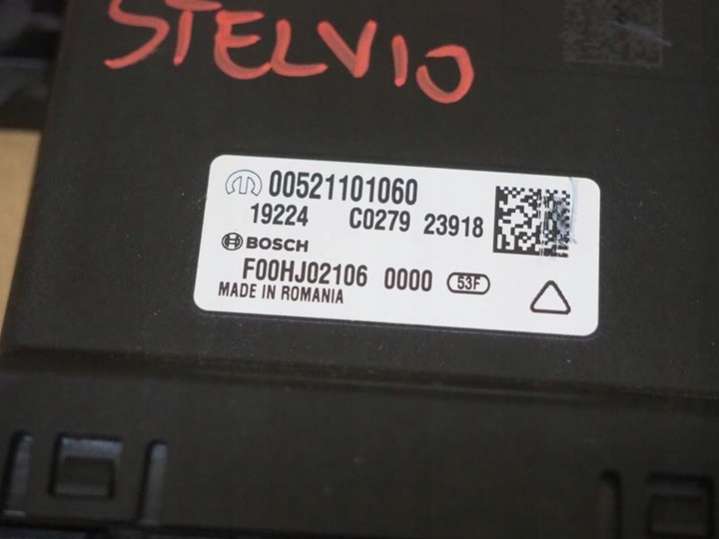 STELVIO
00521101060
19224 C0279 23918
BOSCH
F00HJ02106 0000 53F
MADE IN ROMANIA